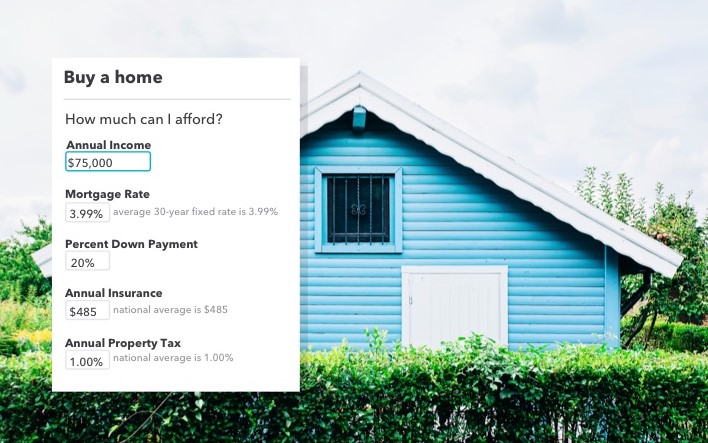 Buy a home
How much can I afford?
Annual Income
$75,000
Mortgage Rate
3.99% average 30-year fixed rate is 3.99%
Percent Down Payment
20%
Annual Insurance
$485 national average is $485
Annual Property Tax
1.00% national average is 1.00%